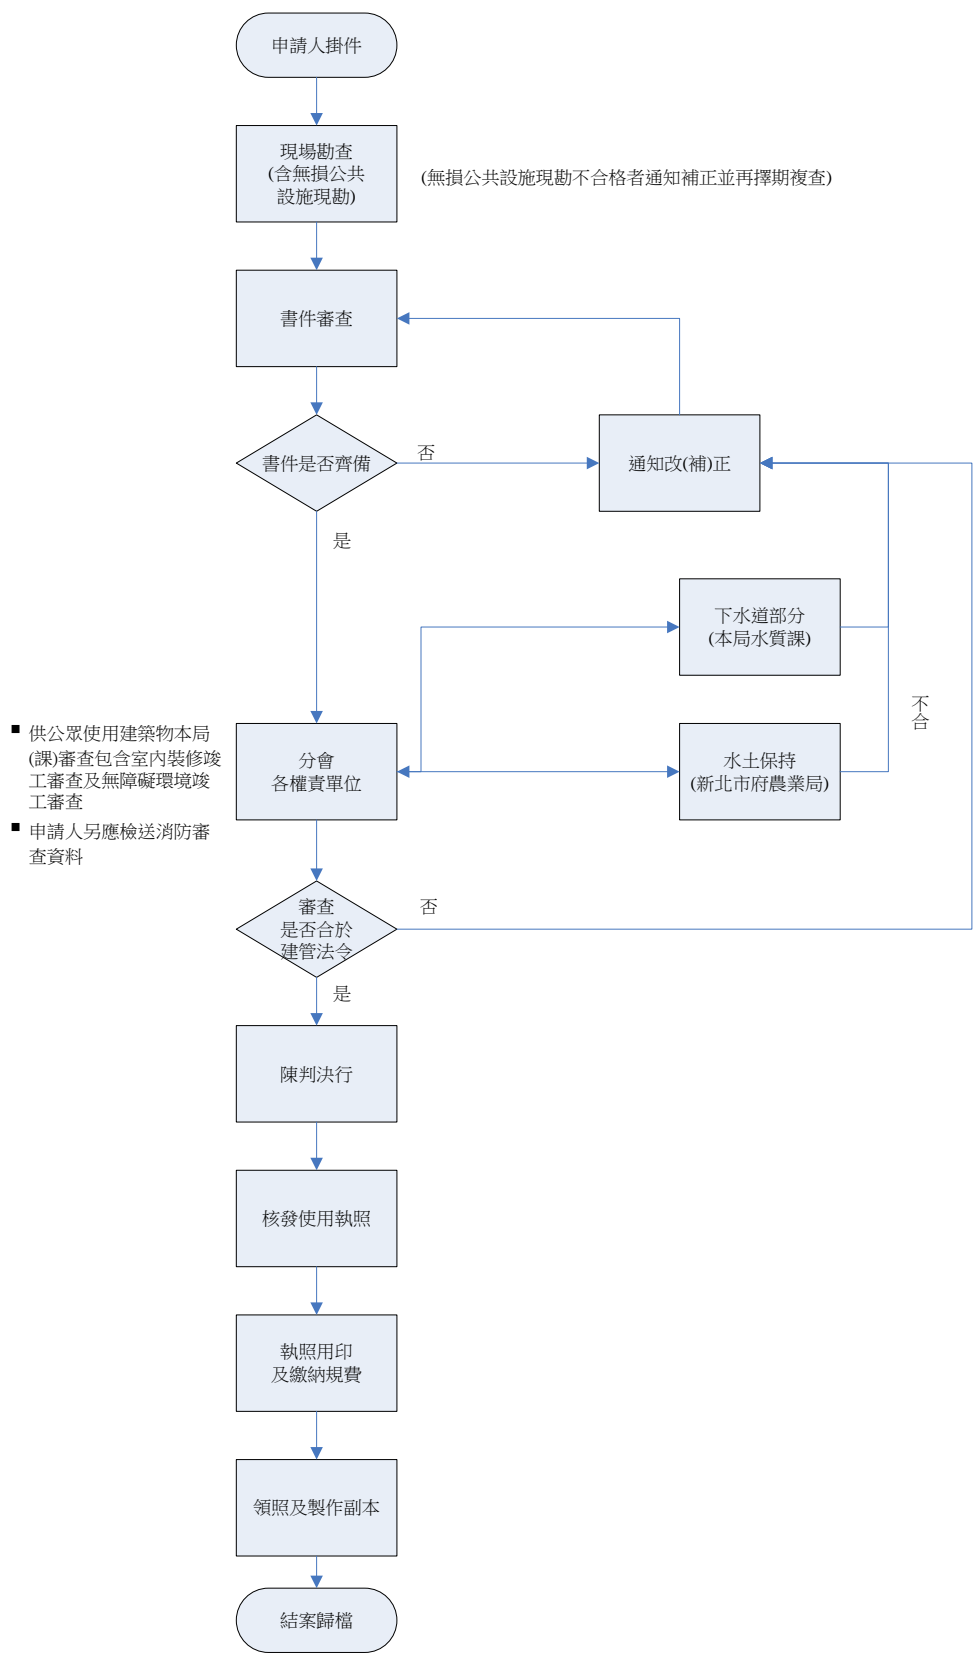 申請人掛件
現場勘查
(含無損公共
設施現勘)
(無損公共設施現勘不合格者通知補正並再擇期複查)
書件審查
書件是否齊備
否
通知改(補)正
是
下水道部分
(本局水質課)
不合
▪ 供公眾使用建築物本局
(課)審查包含室內裝修竣
工審查及無障礙環境竣
工審查
▪ 申請人另應檢送消防審
查資料
分會
各權責單位
水土保持
(新北市府農業局)
審查
是否合於
建管法令
否
是
陳判決行
核發使用執照
執照用印
及繳納規費
領照及製作副本
結案歸檔